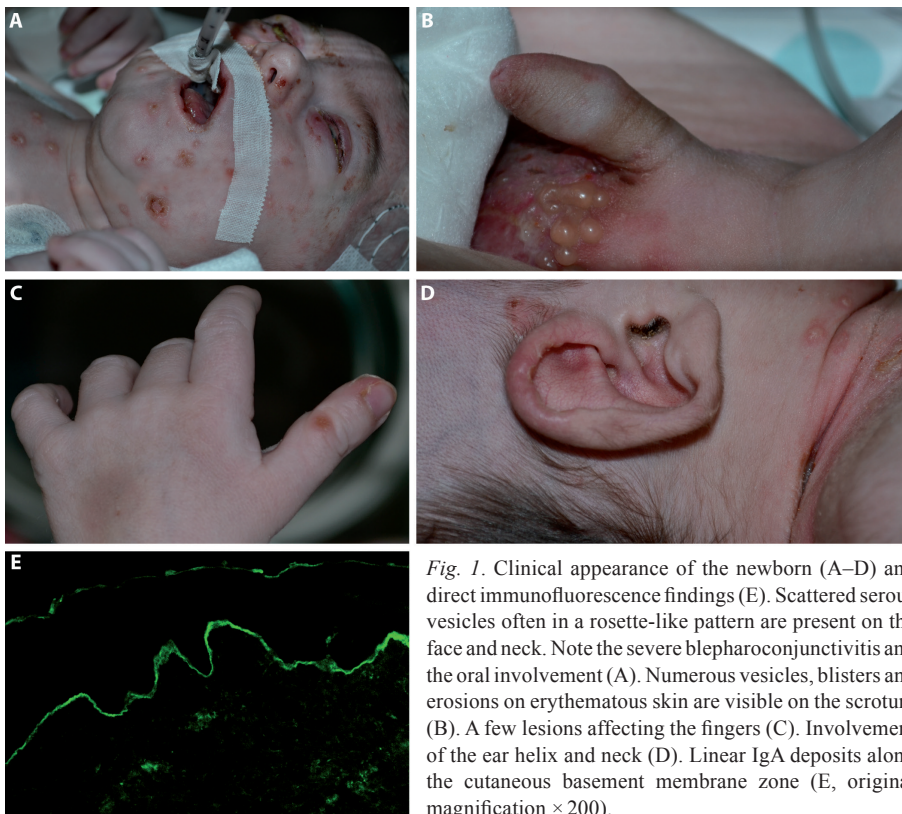 A
B
C
D
E
Fig. 1. Clinical appearance of the newborn (A–D) an
direct immunofluorescence findings (E). Scattered serou
vesicles often in a rosette-like pattern are present on th
face and neck. Note the severe blepharoconjunctivitis an
the oral involvement (A). Numerous vesicles, blisters an
erosions on erythematous skin are visible on the scrotu
(B). A few lesions affecting the fingers (C). Involvemen
of the ear helix and neck (D). Linear IgA deposits alon
the cutaneous basement membrane zone (E, origina
magnification × 200).